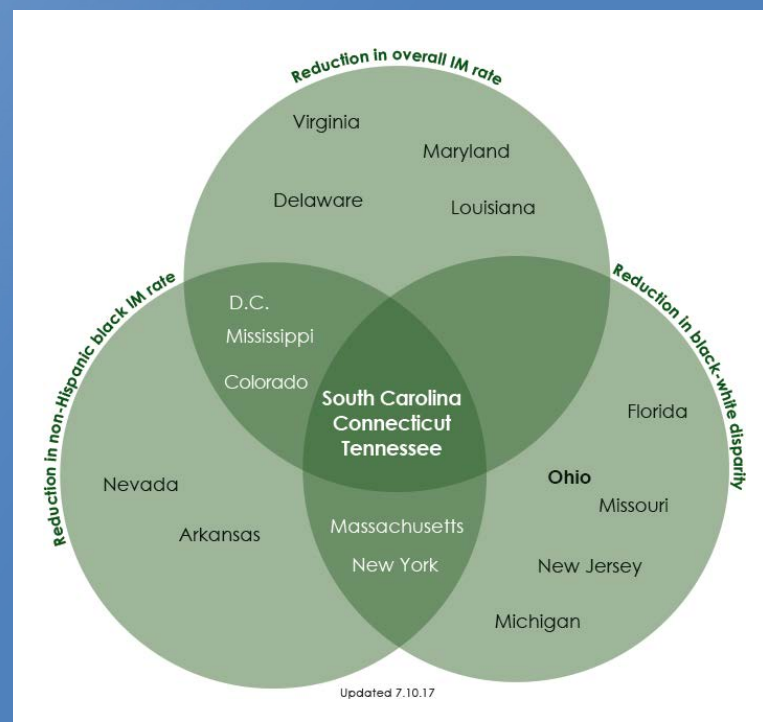 Reduction in overall IM rate
Virginia
Maryland
Delaware
Louisiana
Reduction in non-Hispanic black IM rate
Reduction in black-white disparity
D.C.
Mississippi
Colorado
South Carolina
Connecticut
Tennessee
Florida
Ohio
Missouri
Nevada
Arkansas
Massachusetts
New York
New Jersey
Michigan
Updated 7.10.17